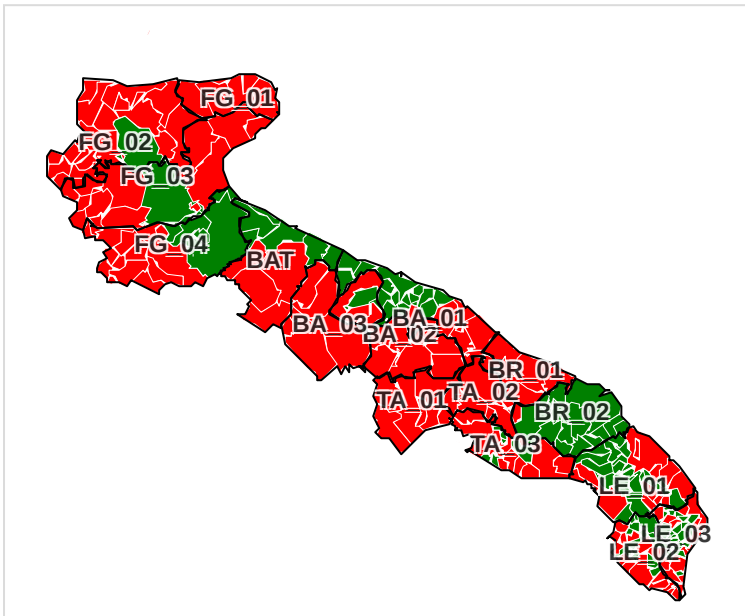 FG_01
FG_02
FG_03
FG_04
BAT
BA_03
BA_01
BA_02
BR_01
TA_02
TA_01
BR_02
TA_03
LE_01
LE_03
LE_02